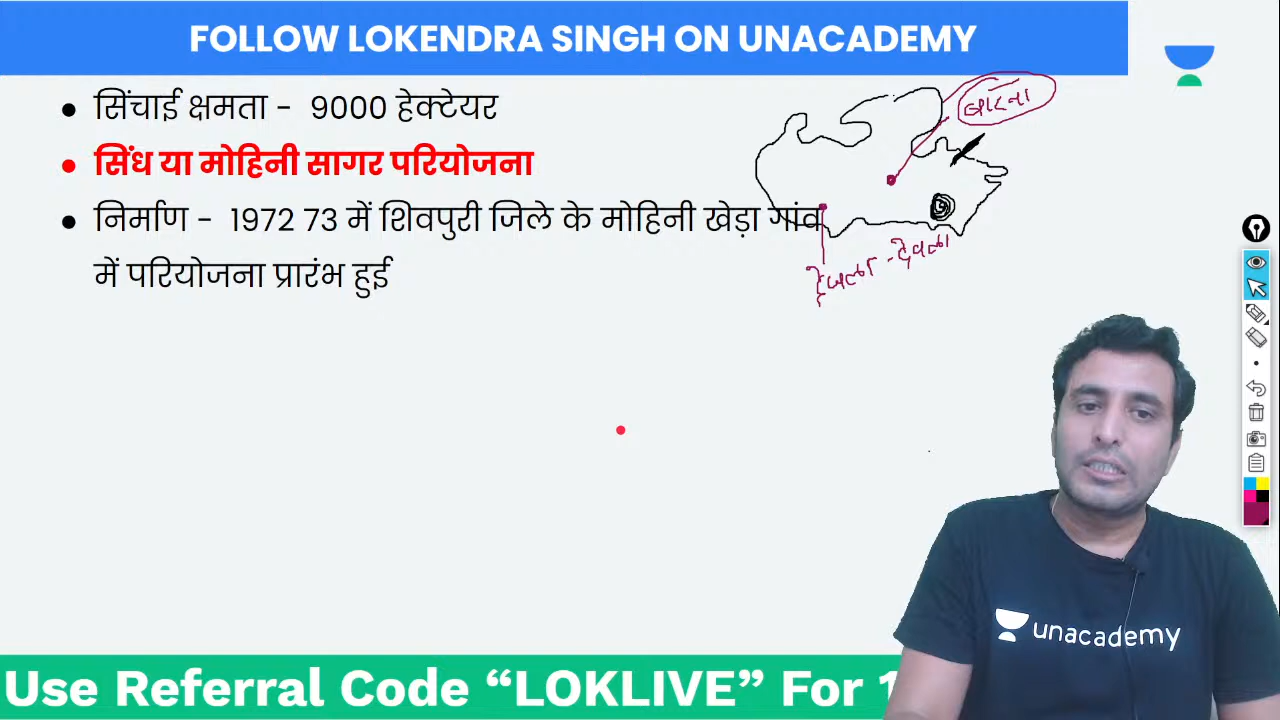 FOLLOW LOKENDRA SINGH ON UNACADEMY
सिंचाई क्षमता - 9000 हेक्टेयर
सिंध या मोहिनी सागर परियोजना
निर्माण - 1972 73 में शिवपुरी जिले के मोहिनी खेड़ा गांव
में परियोजना प्रारंभ हुई
unacademy
Use Referral Code “LOKLIVE” For 1